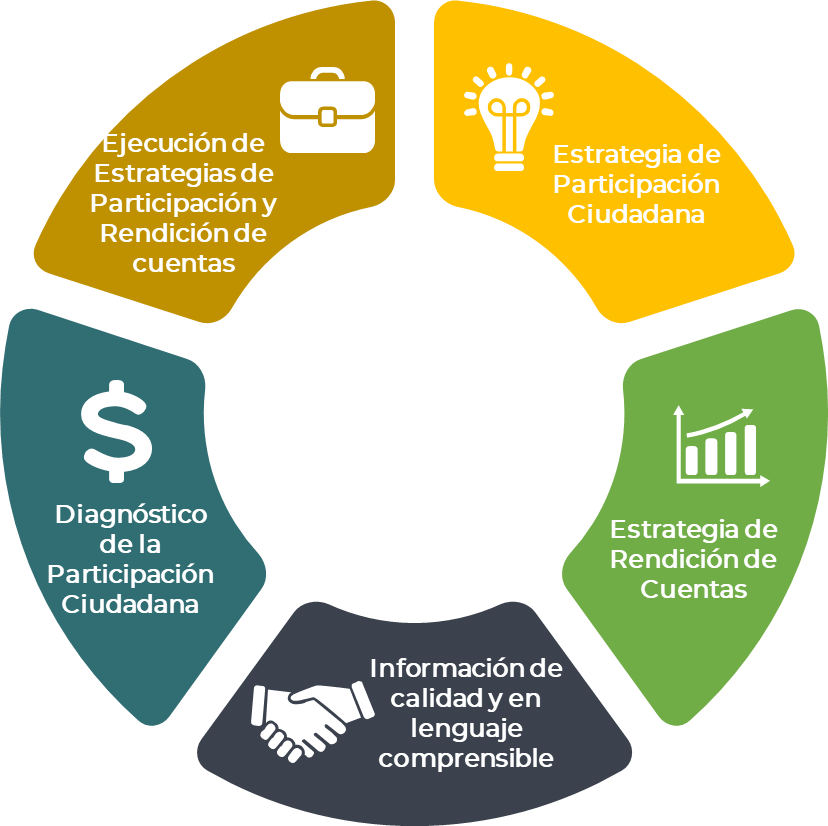 Ejecución de
Estrategias de
Participación y
Rendición de
cuentas
Estrategia de
Participación
Ciudadana
Diagnóstico
de la
Participación
Ciudadana
Estrategia de
Rendición de
Cuentas
Información de
calidad y en
lenguaje
comprensible